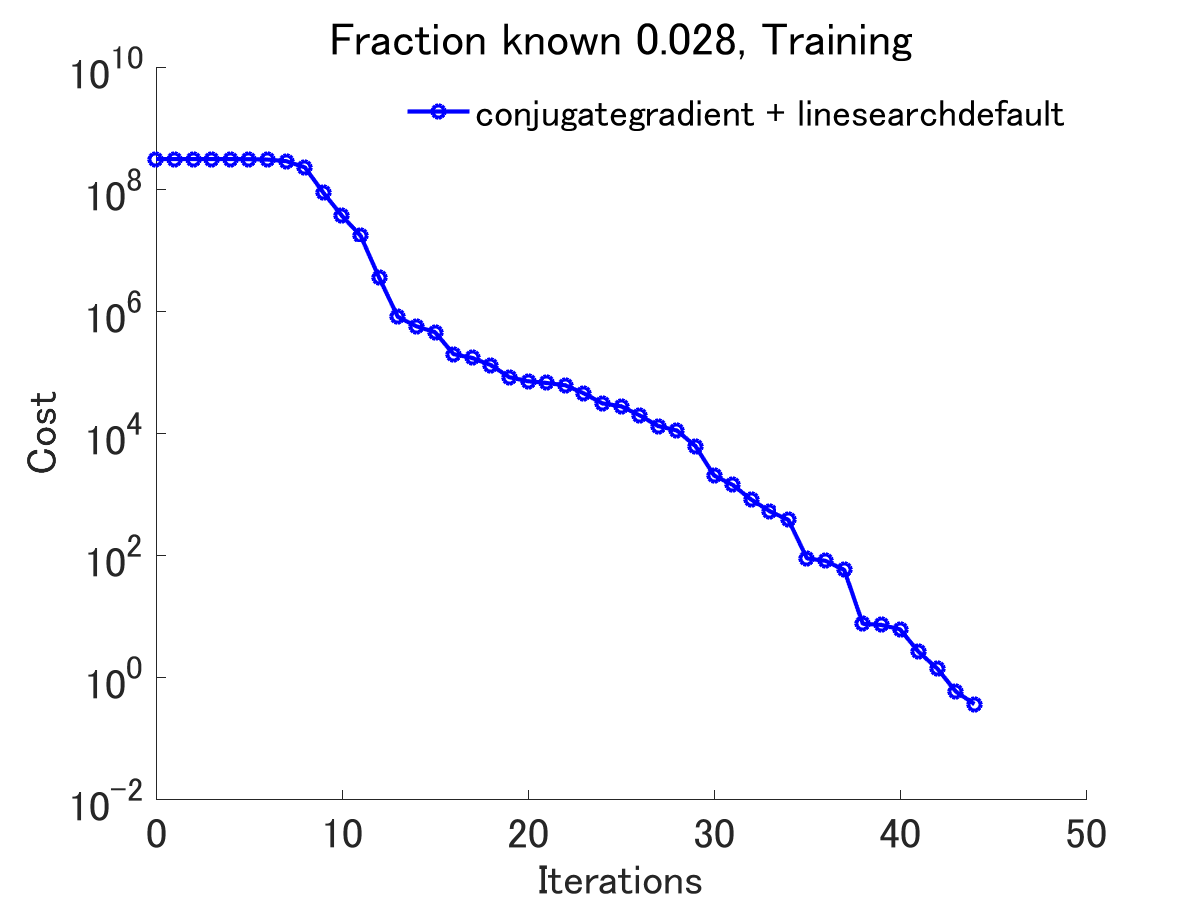 Fraction known 0.028, Training
conjugategradient + linesearchdefault
10^10
10^8
10^6
10^4
10^2
10^0
10^−2
Cost
0 10 20 30 40 50
Iterations